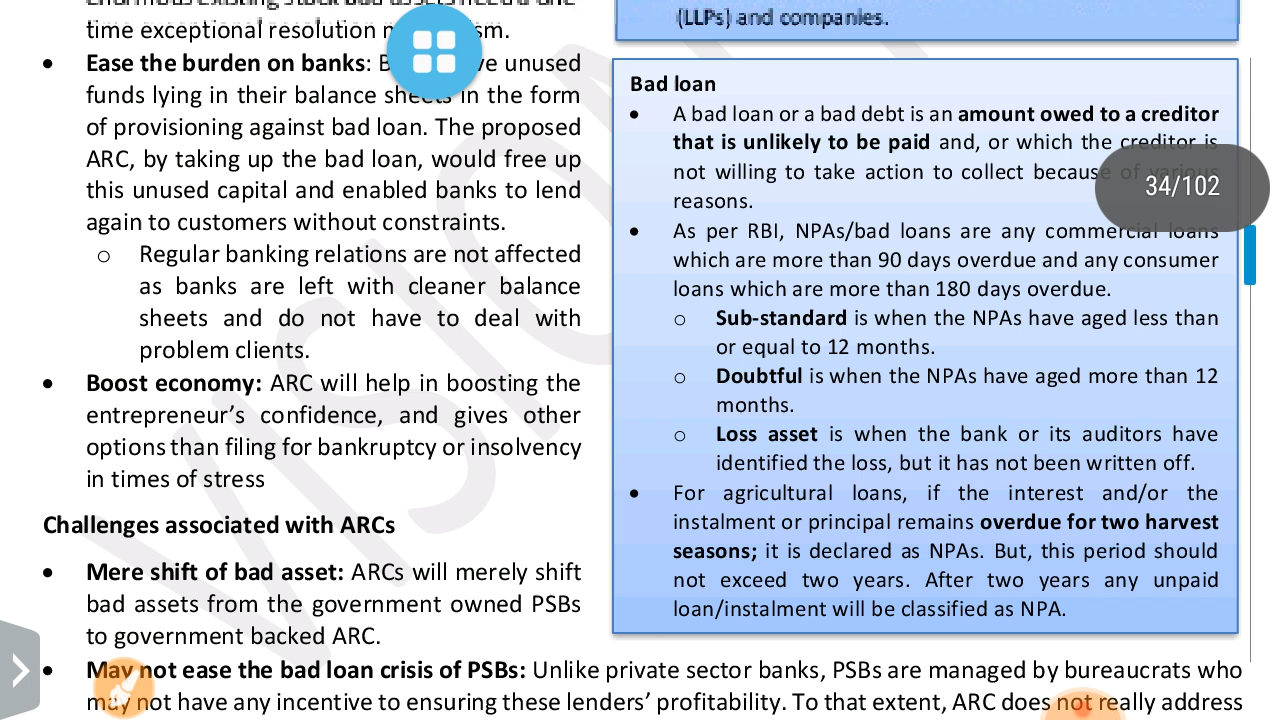 time exceptional resolution
Ease the burden on banks: unused
funds lying in their balance sheets in the form
of provisioning against bad loan. The proposed
ARC, by taking up the bad loan, would free up
this unused capital and enabled banks to lend
again to customers without constraints.
o Regular banking relations are not affected
as banks are left with cleaner balance
sheets and do not have to deal with
problem clients.
• Boost economy: ARC will help in boosting the
entrepreneur's confidence, and gives other
options than filing for bankruptcy or insolvency
in times of stress
Challenges associated with ARCs
• Mere shift of bad asset: ARCs will merely shift
bad assets from the government owned PSBs
to government backed ARC.
• May not ease the bad loan crisis of PSBs: Unlike private sector banks, PSBs are managed by bureaucrats who
may not have any incentive to ensuring these lenders' profitability. To that extent, ARC does not really address
(LLPs) and companies.
Bad loan
• A bad loan or a bad debt is an amount owed to a creditor
that is unlikely to be paid and, or which the creditor is
not willing to take action to collect because of various
reasons.
• As per RBI, NPAs/bad loans are any commercial loans
which are more than 90 days overdue and any consumer
loans which are more than 180 days overdue.
o Sub-standard is when the NPAs have aged less than
or equal to 12 months.
o Doubtful is when the NPAs have aged more than 12
months.
o Loss asset is when the bank or its auditors have
identified the loss, but it has not been written off.
• For agricultural loans, if the interest and/or the
instalment or principal remains overdue for two harvest
seasons; it is declared as NPAs. But, this period should
not exceed two years. After two years any unpaid
loan/instalment will be classified as NPA.
34/102